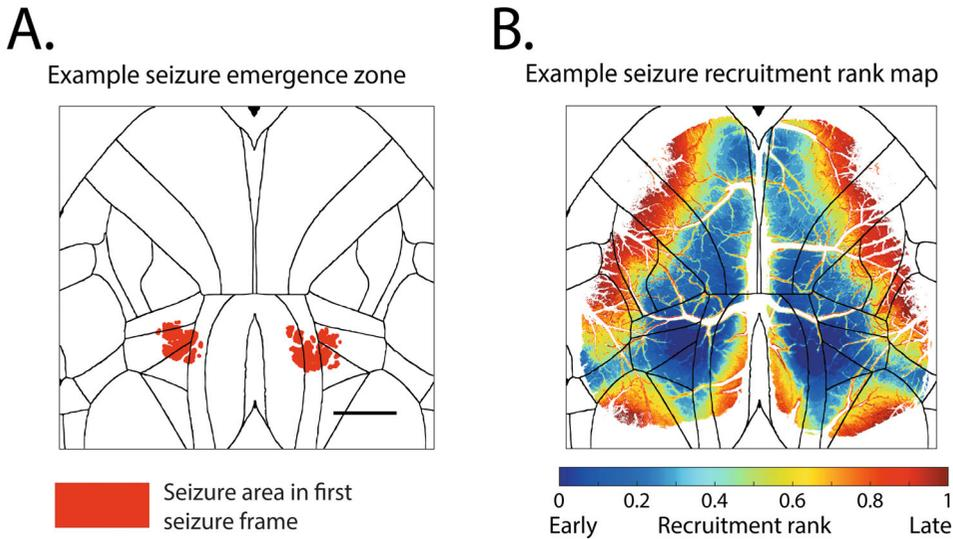 A.
Example seizure emergence zone
Seizure area in first
seizure frame
B.
Example seizure recruitment rank map
0 0.2 0.4 0.6 0.8 1
Early Recruitment rank Late